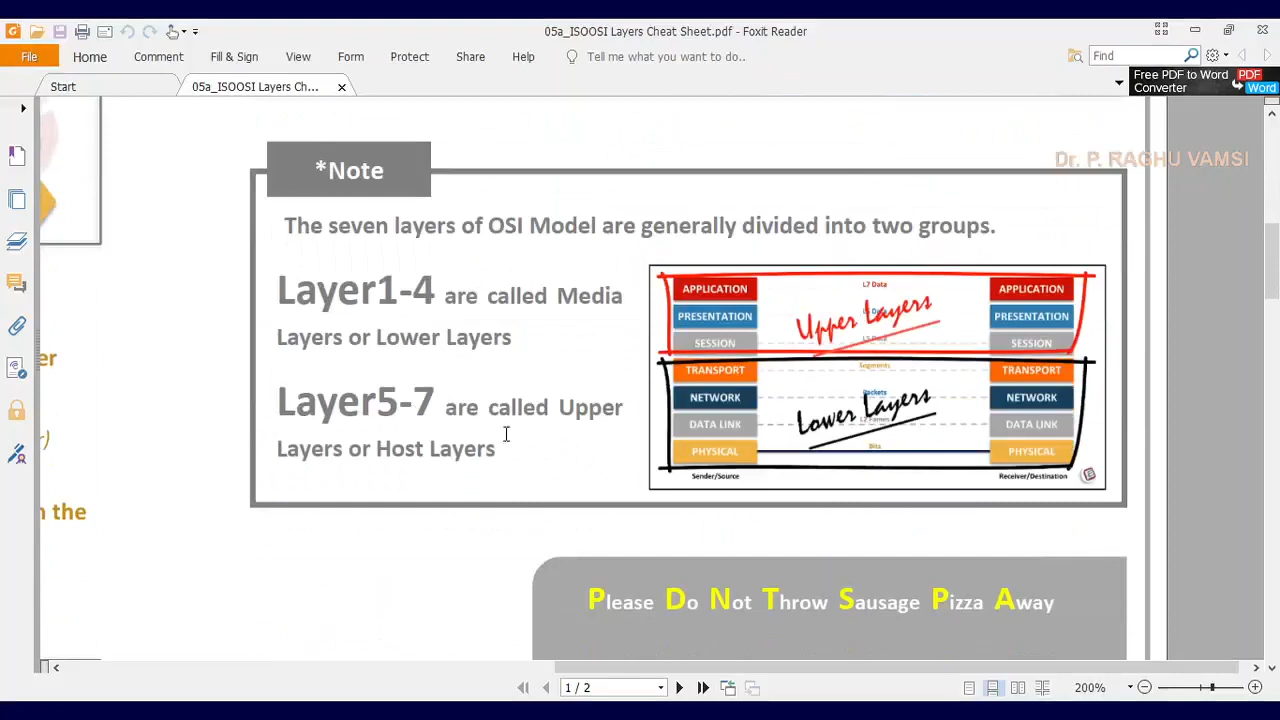 05a_ISOOSI Layers Cheat Sheet.pdf - Foxit Reader
File Home Comment Fill & Sign View Form Protect Share Help Tell me what you want to do.. Find
Start 05a_ISOOSI Layers Ch...
Free PDF to Word Converter PDF Word
Dr. P. RAGHU VAMSI
*Note
The seven layers of OSI Model are generally divided into two groups.
Layer1-4 are called Media
Layers or Lower Layers
Layer5-7 are called Upper
Layers or Host Layers
APPLICATION L7 Data APPLICATION
PRESENTATION PRESENTATION
Upper Layers
SESSION SESSION
TRANSPORT Segments TRANSPORT
NETWORK Packets NETWORK
Lower Layers
DATA LINK DATA LINK
PHYSICAL Bits PHYSICAL
Sender/Source Receiver/Destination
er
)
n the
Please Do Not Throw Sausage Pizza Away
1 / 2 200%